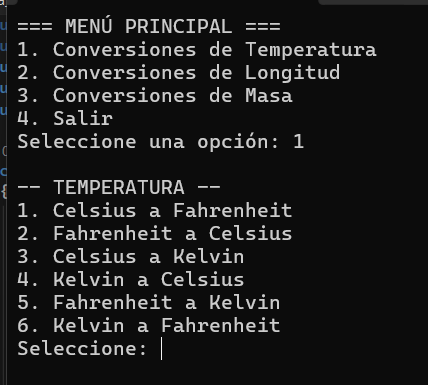 === MENÚ PRINCIPAL ===
1. Conversiones de Temperatura
2. Conversiones de Longitud
3. Conversiones de Masa
4. Salir
Seleccione una opción: 1
-- TEMPERATURA --
1. Celsius a Fahrenheit
2. Fahrenheit a Celsius
3. Celsius a Kelvin
4. Kelvin a Celsius
5. Fahrenheit a Kelvin
6. Kelvin a Fahrenheit
Seleccione: